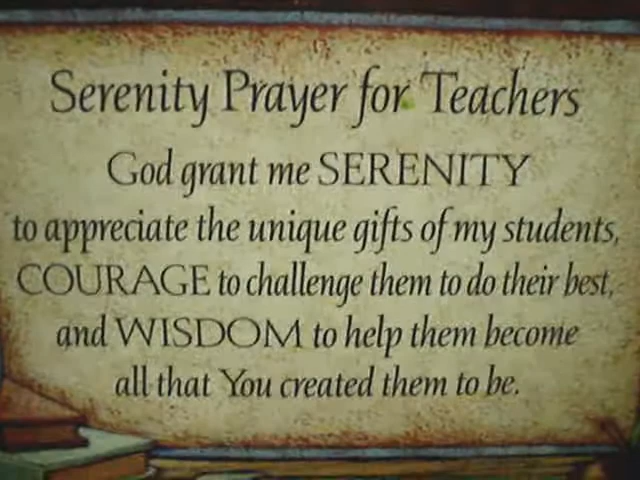 Serenity Prayer for Teachers
God grant me SERENITY
to appreciate the unique gifts of my students,
COURAGE to challenge them to do their best,
and WISDOM to help them become
all that You created them to be.